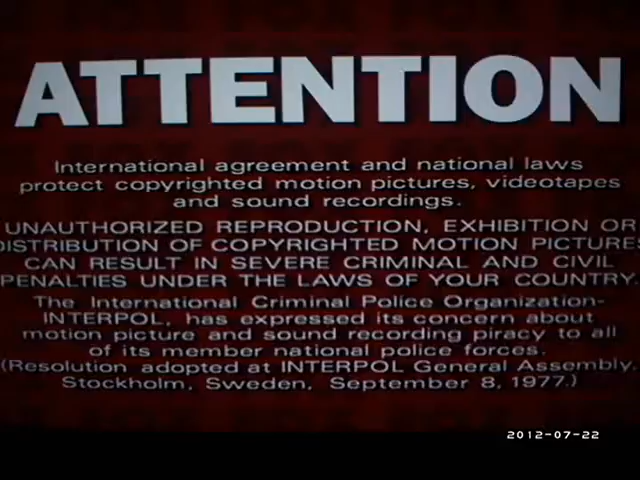 ATTENTION
International agreement and national laws
protect copyrighted motion pictures, videotapes
and sound recordings.
UNAUTHORIZED REPRODUCTION, EXHIBITION OR
DISTRIBUTION OF COPYRIGHTED MOTION PICTURES
CAN RESULT IN SEVERE CRIMINAL AND CIVIL
PENALTIES UNDER THE LAWS OF YOUR COUNTRY.
The International Criminal Police Organization-
INTERPOL, has expressed its concern about
motion picture and sound recording piracy to all
of its member national police forces.
(Resolution adopted at INTERPOL General Assembly,
Stockholm, Sweden, September 8, 1977.)
2012-07-22